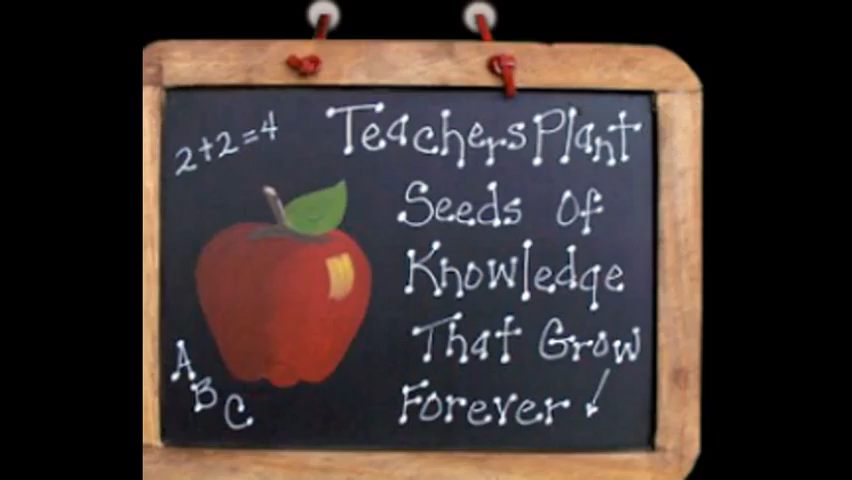 2+2=4
Teachers Plant
Seeds Of
Knowledge
That Grow
Forever!
A
B
C